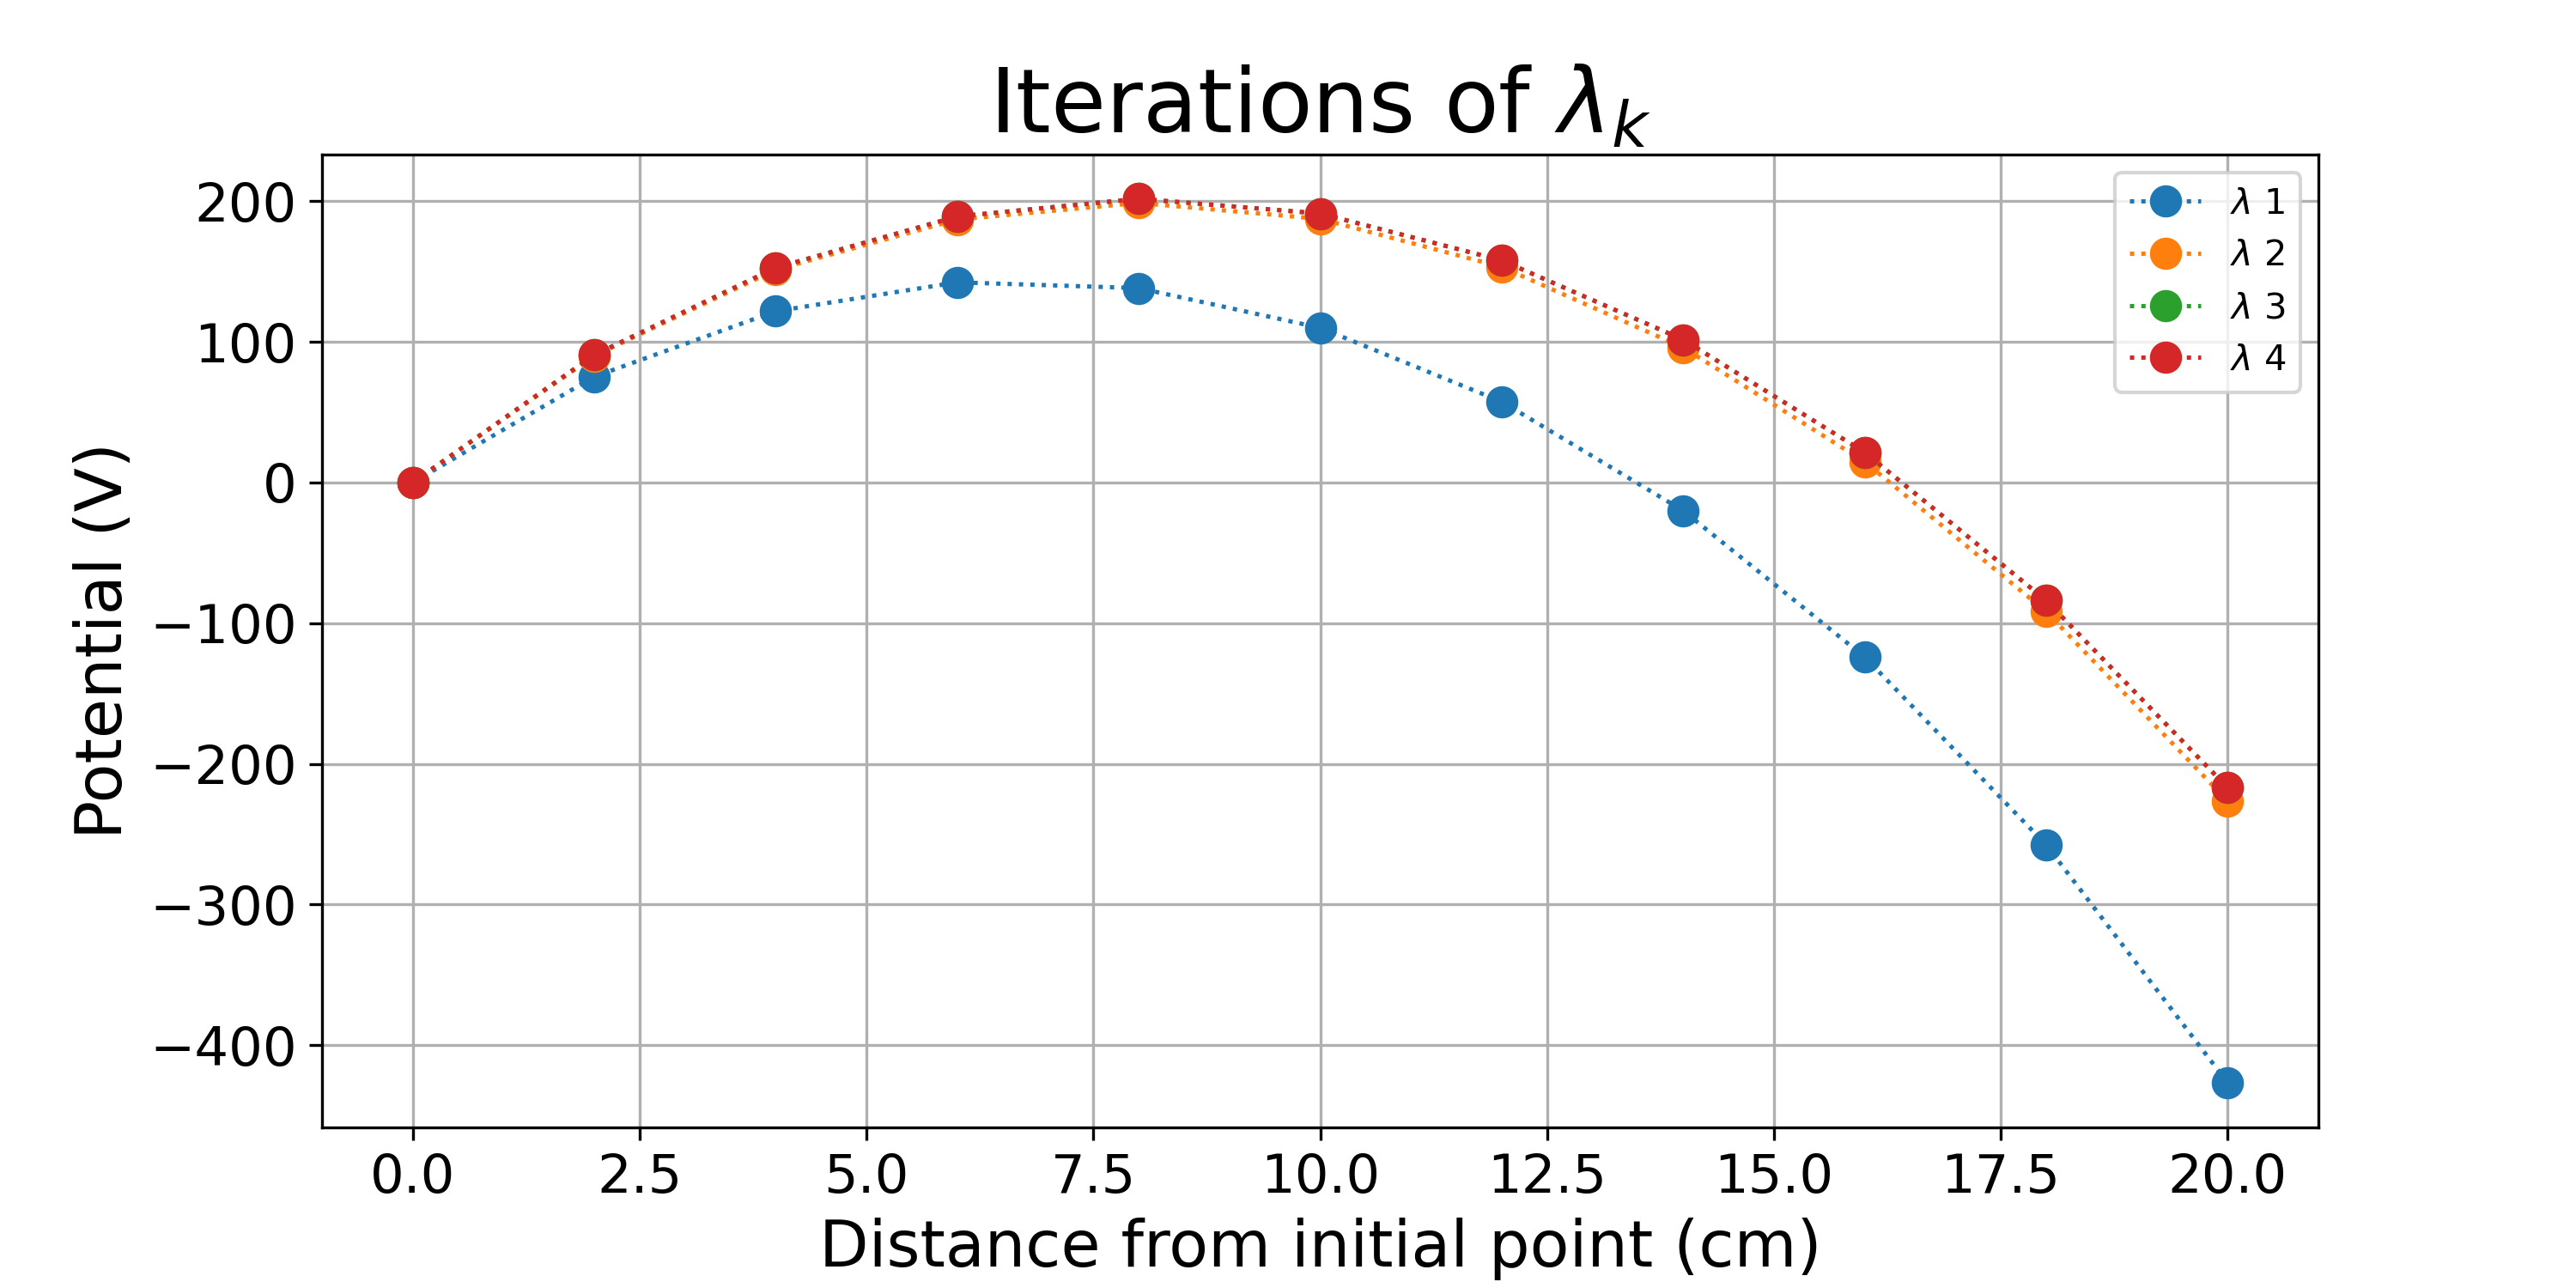 Iterations of λk
200
100
0
−100
−200
−300
−400
Potential (V)
λ 1
λ 2
λ 3
λ 4
0.0 2.5 5.0 7.5 10.0 12.5 15.0 17.5 20.0
Distance from initial point (cm)